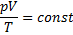 pV/T = const